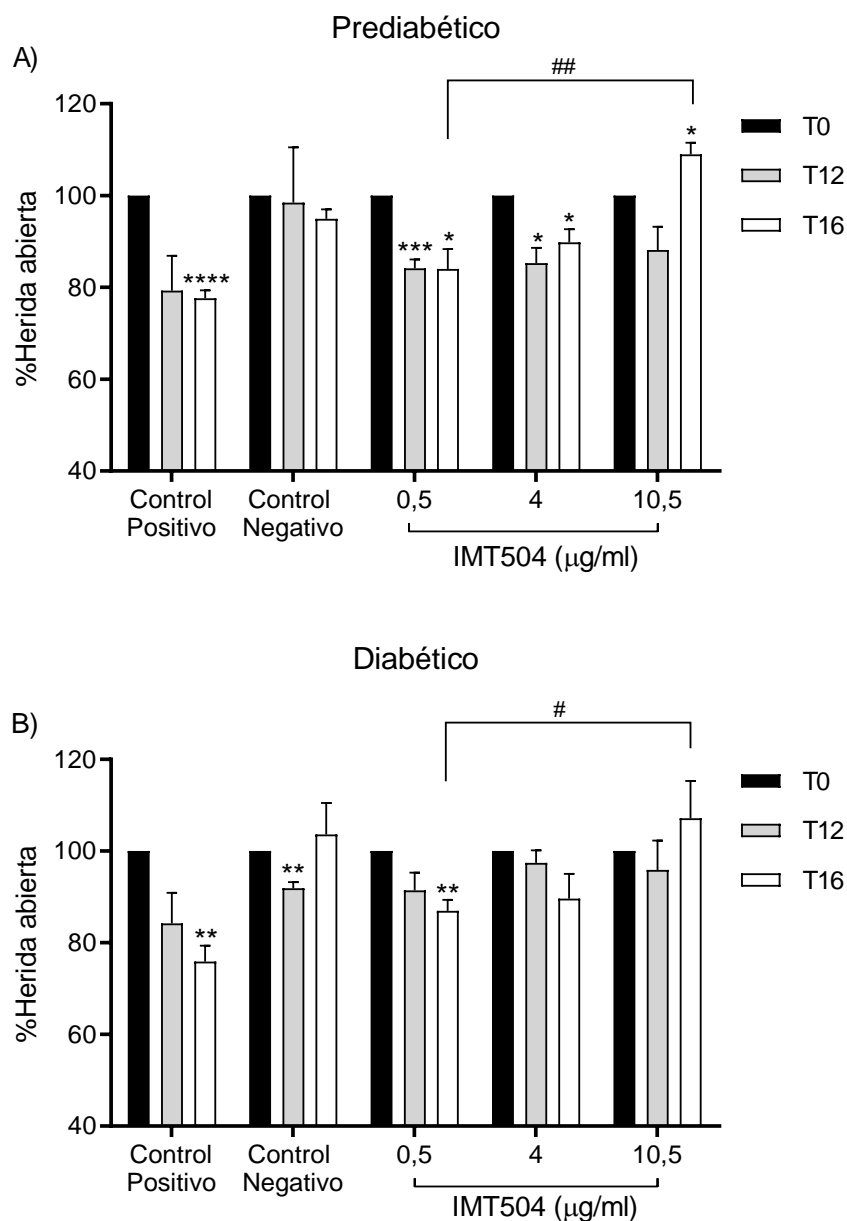 Prediabético
A)
##
120
100
80
60
40
%Herida abierta
****
***
*
*
*
*
T0
T12
T16
Control
Positivo
Control
Negativo
0,5
4
10,5
IMT504 (μg/ml)
Diabético
B)
#
120
100
80
60
40
%Herida abierta
**
**
**
T0
T12
T16
Control
Positivo
Control
Negativo
0,5
4
10,5
IMT504 (μg/ml)